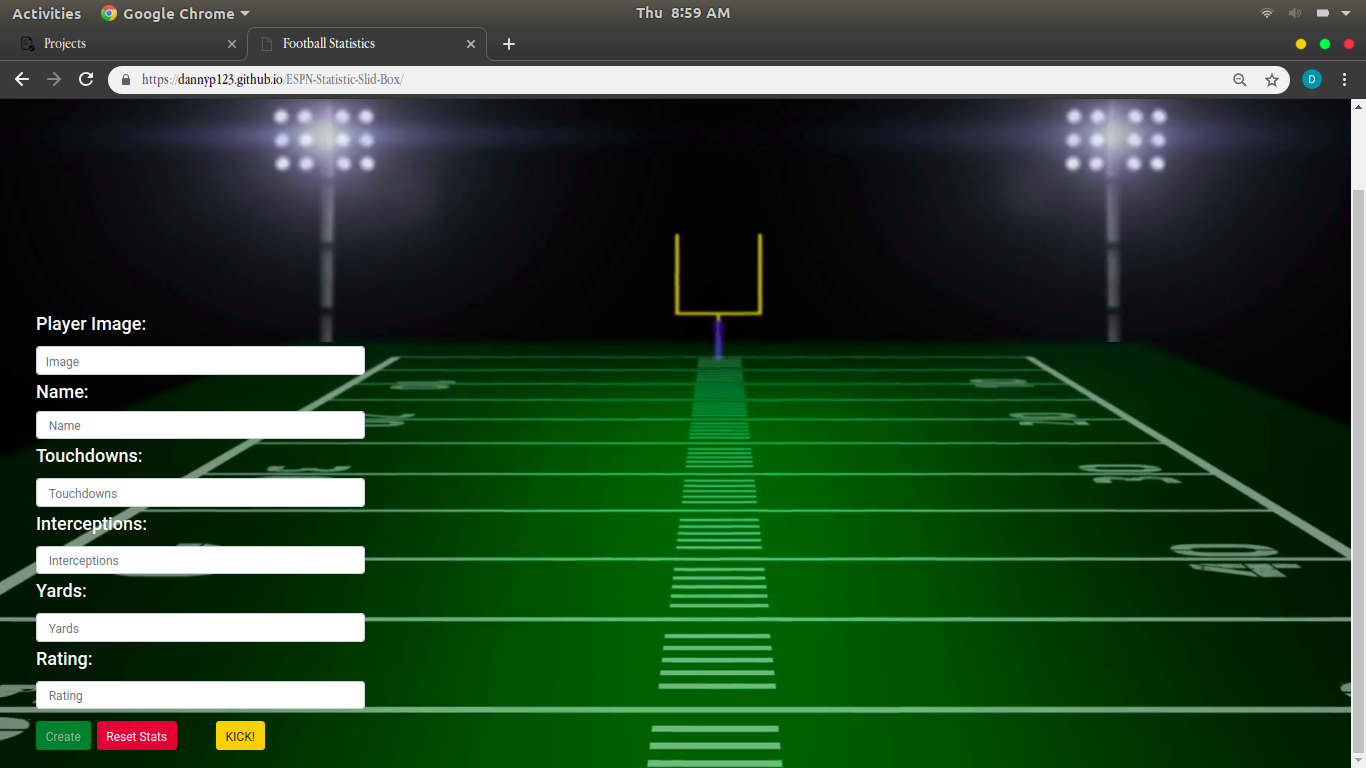 Activities Google Chrome Thu 8:59 AM
Projects Football Statistics
https://dannyp123.github.io/ESPN-Statistic-Slid-Box/ D
Player Image:
Image
Name:
Name
Touchdowns:
Touchdowns
Interceptions:
Interceptions
Yards:
Yards
Rating:
Rating
Create Reset Stats KICK!